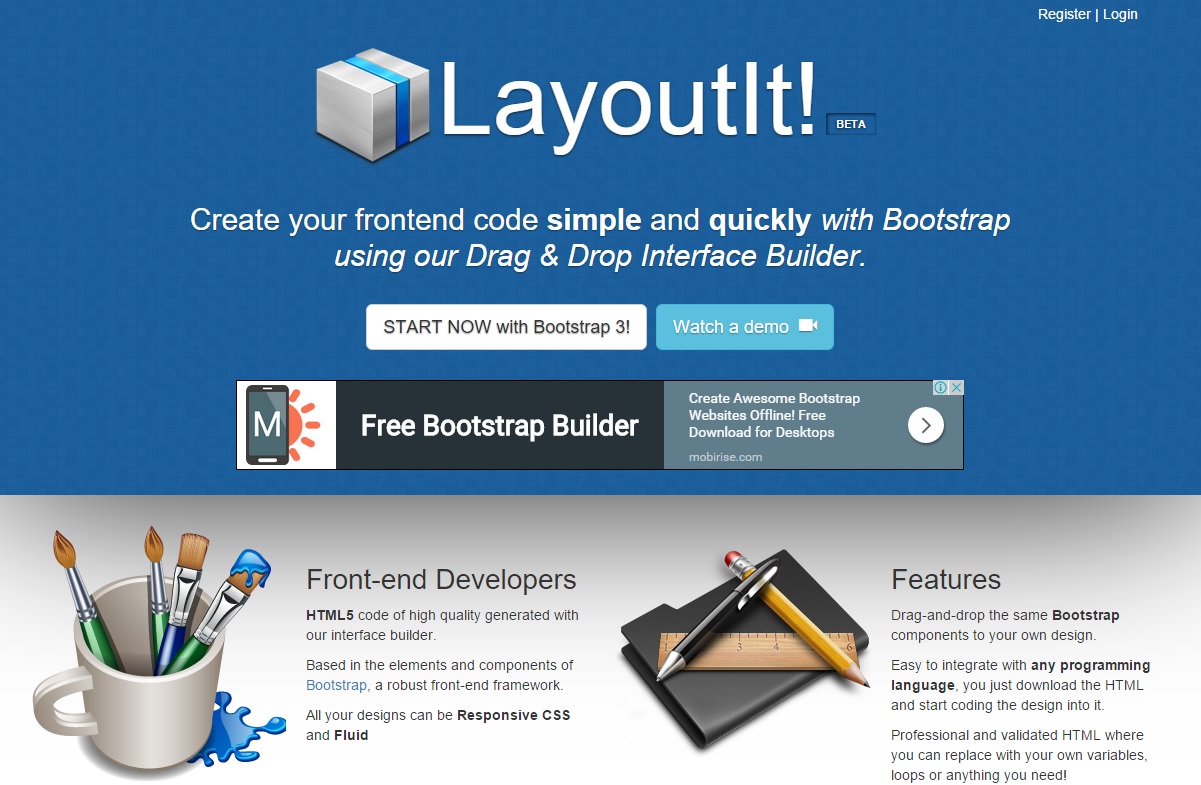 Register | Login
LayoutIt!
BETA
Create your frontend code simple and quickly with Bootstrap
using our Drag & Drop Interface Builder.
START NOW with Bootstrap 3!
Watch a demo
M
Free Bootstrap Builder
Create Awesome Bootstrap
Websites Offline! Free
Download for Desktops
mobirise.com
Front-end Developers
HTML5 code of high quality generated with
our interface builder.
Based in the elements and components of
Bootstrap, a robust front-end framework.
All your designs can be Responsive CSS
and Fluid
1 3 4 6
Features
Drag-and-drop the same Bootstrap
components to your own design.
Easy to integrate with any programming
language, you just download the HTML
and start coding the design into it.
Professional and validated HTML where
you can replace with your own variables,
loops or anything you need!